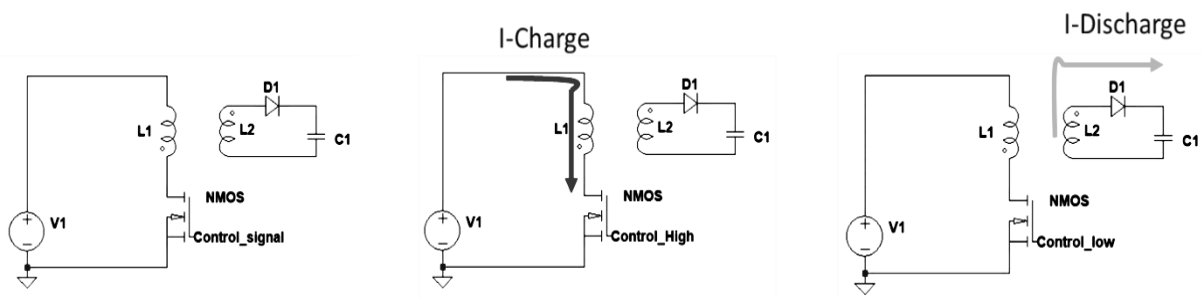 I-Charge
I-Discharge
D1
L1
L2
C1
NMOS
V1
+
−
Control_signal
D1
L1
L2
C1
NMOS
V1
+
−
Control_High
D1
L1
L2
C1
NMOS
V1
+
−
Control_low